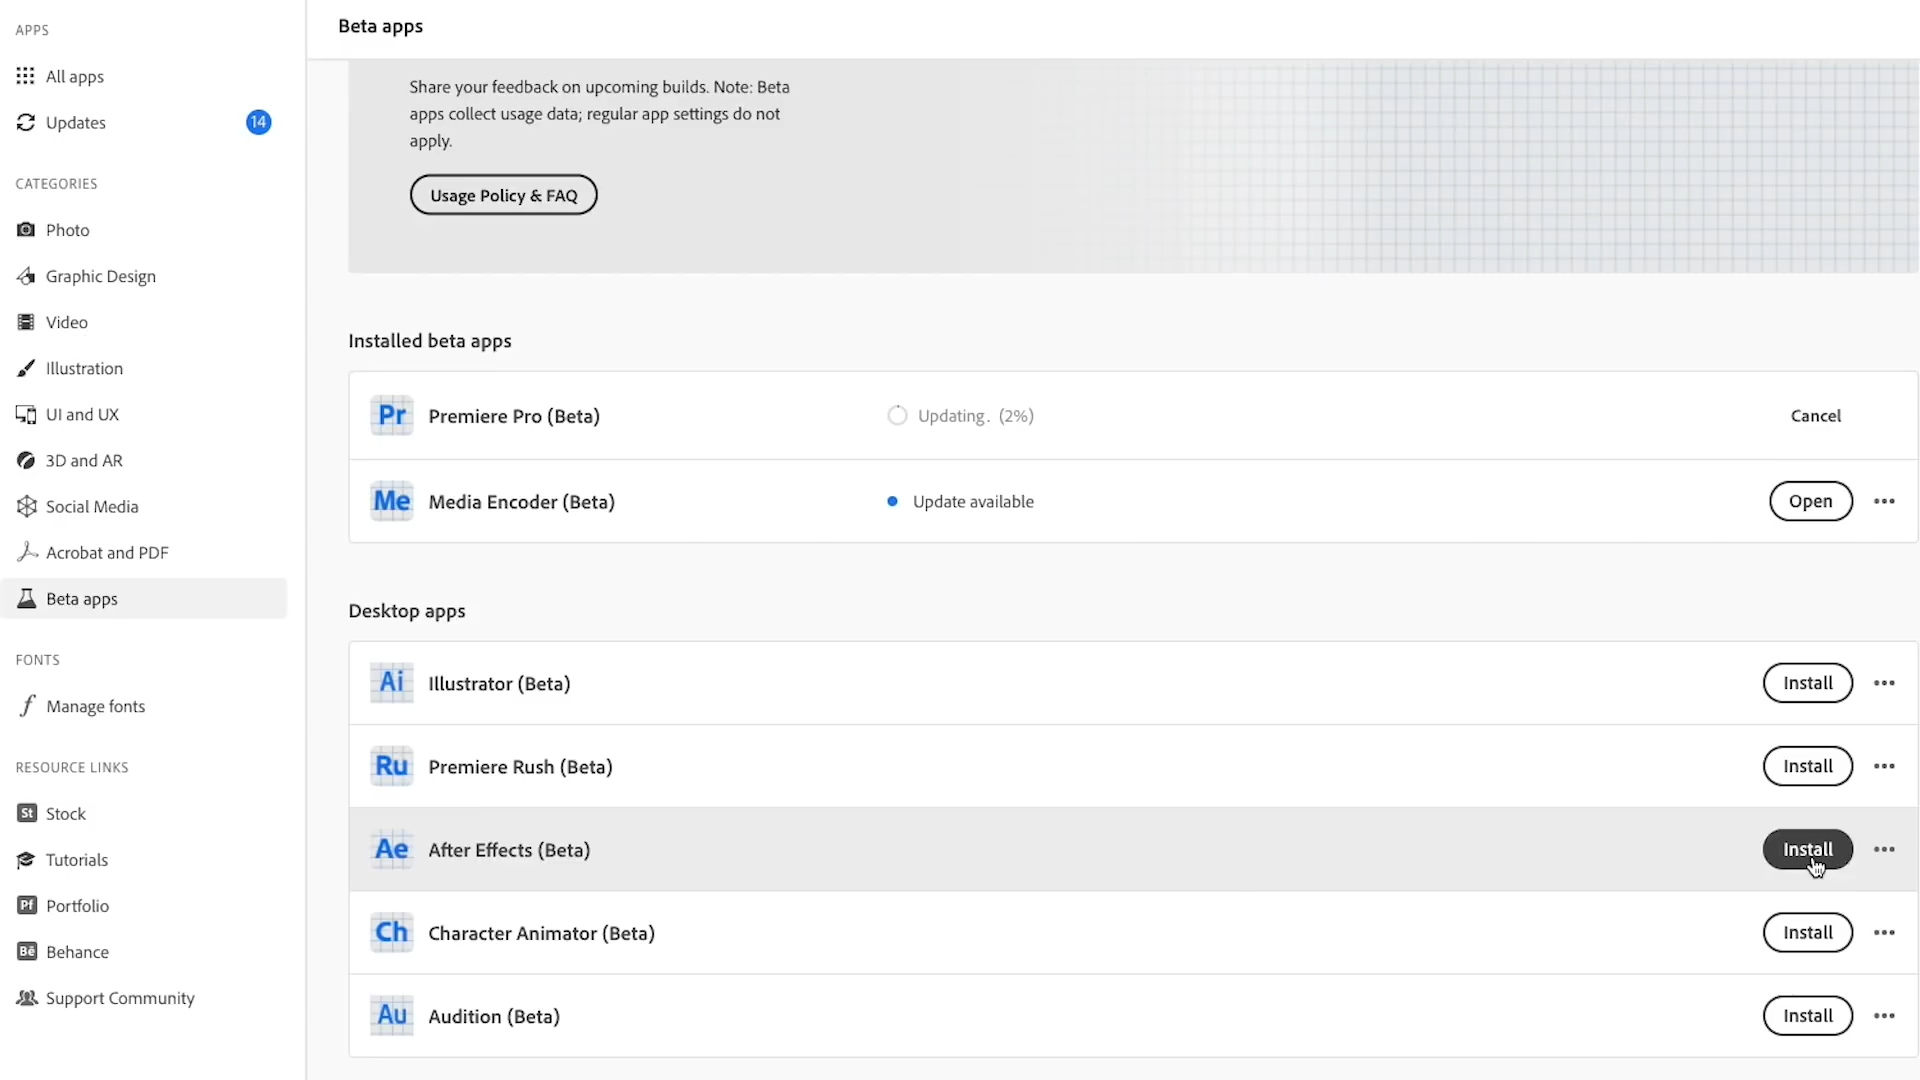 APPS
All apps
Updates 14
CATEGORIES
Photo
Graphic Design
Video
Illustration
UI and UX
3D and AR
Social Media
Acrobat and PDF
Beta apps
FONTS
Manage fonts
RESOURCE LINKS
St Stock
Tutorials
Pf Portfolio
Bē Behance
Support Community
Beta apps
Share your feedback on upcoming builds. Note: Beta
apps collect usage data; regular app settings do not
apply.
Usage Policy & FAQ
Installed beta apps
Pr Premiere Pro (Beta) Updating. (2%) Cancel
Me Media Encoder (Beta) Update available Open
Desktop apps
Ai Illustrator (Beta) Install
Ru Premiere Rush (Beta) Install
Ae After Effects (Beta) Install
Ch Character Animator (Beta) Install
Au Audition (Beta) Install